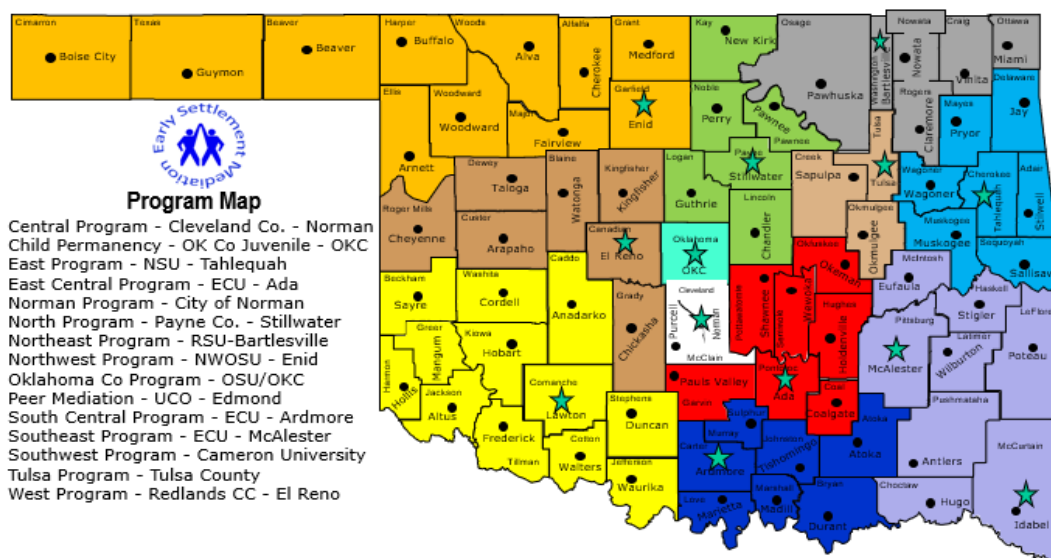 Cimarron
Boise City
Texas
Guymon
Beaver
Beaver
Harper
Buffalo
Woods
Alva
Alfalfa
Cherokee
Grant
Medford
Kay
New Kirk
Osage
Pawhuska
Washington
Bartlesville
Nowata
Nowata
Craig
Vinita
Ottawa
Miami
Ellis
Arnett
Woodward
Woodward
Major
Fairview
Garfield
Enid
Noble
Perry
Pawnee
Pawnee
Payne
Stillwater
Rogers
Claremore
Mayes
Pryor
Delaware
Jay
Tulsa
Tulsa
Creek
Sapulpa
Wagoner
Wagoner
Cherokee
Tahlequah
Adair
Stilwell
Early Settlement Mediation
Program Map
Central Program - Cleveland Co. - Norman
Child Permanency - OK Co Juvenile - OKC
East Program - NSU - Tahlequah
East Central Program - ECU - Ada
Norman Program - City of Norman
North Program - Payne Co. - Stillwater
Northeast Program - RSU-Bartlesville
Northwest Program - NWOSU - Enid
Oklahoma Co Program - OSU/OKC
Peer Mediation - UCO - Edmond
South Central Program - ECU - Ardmore
Southeast Program - ECU - McAlester
Southwest Program - Cameron University
Tulsa Program - Tulsa County
West Program - Redlands CC - El Reno
Dewey
Taloga
Blaine
Watonga
Kingfisher
Kingfisher
Logan
Guthrie
Lincoln
Chandler
Okmulgee
Okmulgee
Muskogee
Muskogee
Sequoyah
Sallisaw
Roger Mills
Cheyenne
Custer
Arapaho
Canadian
El Reno
Oklahoma
OKC
Okfuskee
Okemah
McIntosh
Eufaula
Haskell
Stigler
LeFlore
Poteau
Beckham
Sayre
Washita
Cordell
Caddo
Anadarko
Grady
Chickasha
Cleveland
Norman
Purcell
McClain
Pottawatomie
Shawnee
Seminole
Wewoka
Hughes
Holdenville
Pittsburg
McAlester
Latimer
Wilburton
Greer
Mangum
Kiowa
Hobart
Harmon
Hollis
Jackson
Altus
Comanche
Lawton
Stephens
Duncan
Garvin
Pauls Valley
Pontotoc
Ada
Coal
Coalgate
Pushmataha
Antlers
McCurtain
Idabel
Frederick
Tillman
Cotton
Walters
Jefferson
Waurika
Carter
Ardmore
Murray
Sulphur
Johnston
Tishomingo
Atoka
Atoka
Love
Marietta
Marshall
Madill
Bryan
Durant
Choctaw
Hugo